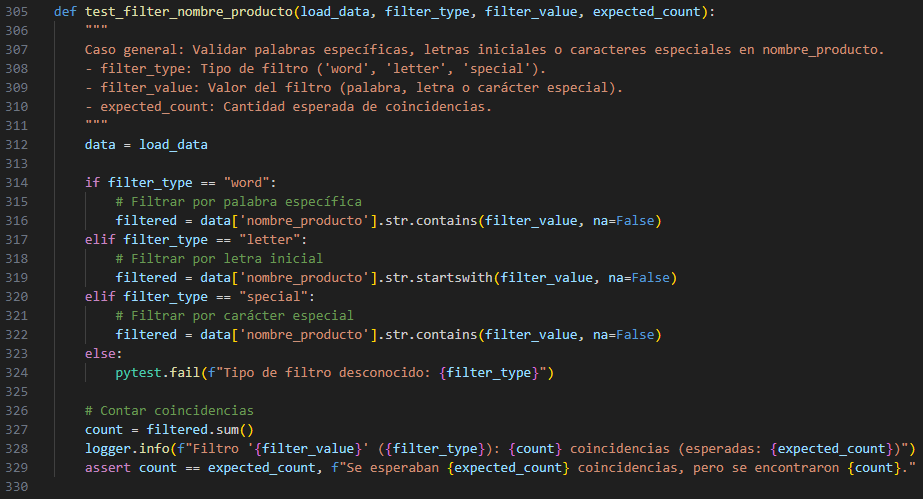 305 def test_filter_nombre_producto(load_data, filter_type, filter_value, expected_count):
306     """
307     Caso general: Validar palabras específicas, letras iniciales o caracteres especiales en nombre_producto.
308     - filter_type: Tipo de filtro ('word', 'letter', 'special').
309     - filter_value: Valor del filtro (palabra, letra o carácter especial).
310     - expected_count: Cantidad esperada de coincidencias.
311     """
312     data = load_data
313
314     if filter_type == "word":
315         # Filtrar por palabra específica
316         filtered = data['nombre_producto'].str.contains(filter_value, na=False)
317     elif filter_type == "letter":
318         # Filtrar por letra inicial
319         filtered = data['nombre_producto'].str.startswith(filter_value, na=False)
320     elif filter_type == "special":
321         # Filtrar por carácter especial
322         filtered = data['nombre_producto'].str.contains(filter_value, na=False)
323     else:
324         pytest.fail(f"Tipo de filtro desconocido: {filter_type}")
325
326     # Contar coincidencias
327     count = filtered.sum()
328     logger.info(f"Filtro '{filter_value}' ({filter_type}): {count} coincidencias (esperadas: {expected_count})")
329     assert count == expected_count, f"Se esperaban {expected_count} coincidencias, pero se encontraron {count}."
330